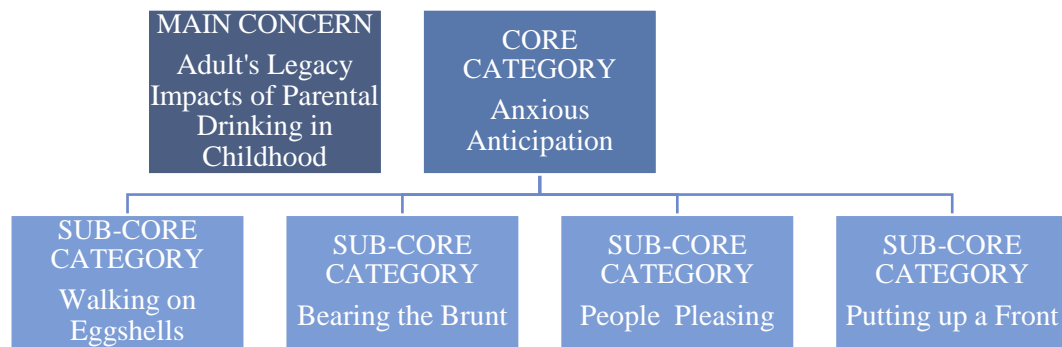 MAIN CONCERN
Adult's Legacy
Impacts of Parental
Drinking in
Childhood
CORE
CATEGORY
Anxious
Anticipation
SUB-CORE
CATEGORY
Walking on
Eggshells
SUB-CORE
CATEGORY
Bearing the Brunt
SUB-CORE
CATEGORY
People Pleasing
SUB-CORE
CATEGORY
Putting up a Front